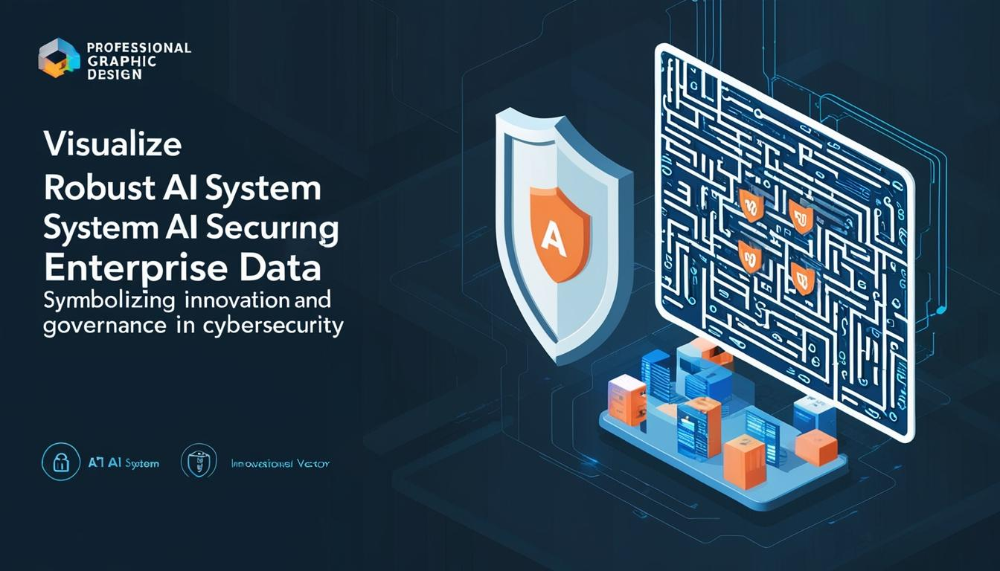 PROFESSIONAL
GRAPHIC
DESIGN
Visualize
Robust AI System
System AI Securing
Enterprise Data
Symbolizing innovation and
governance in cybersecurity
A
AI System